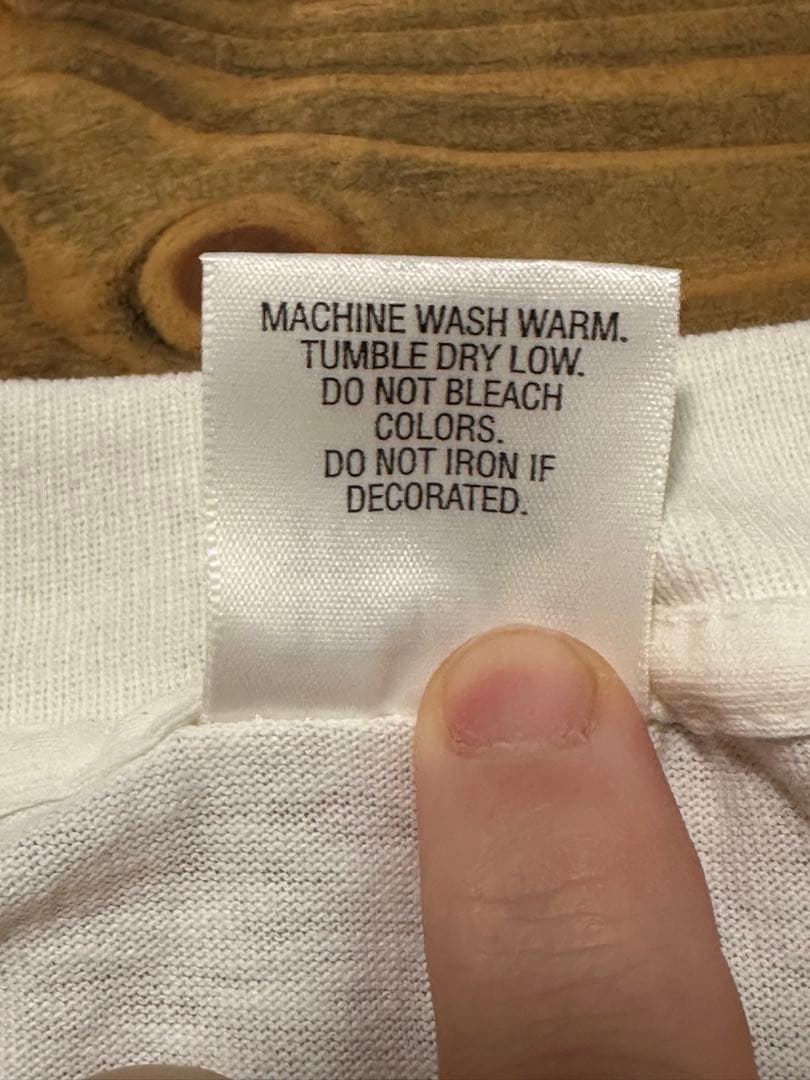 MACHINE WASH WARM.
TUMBLE DRY LOW.
DO NOT BLEACH
COLORS.
DO NOT IRON IF
DECORATED.